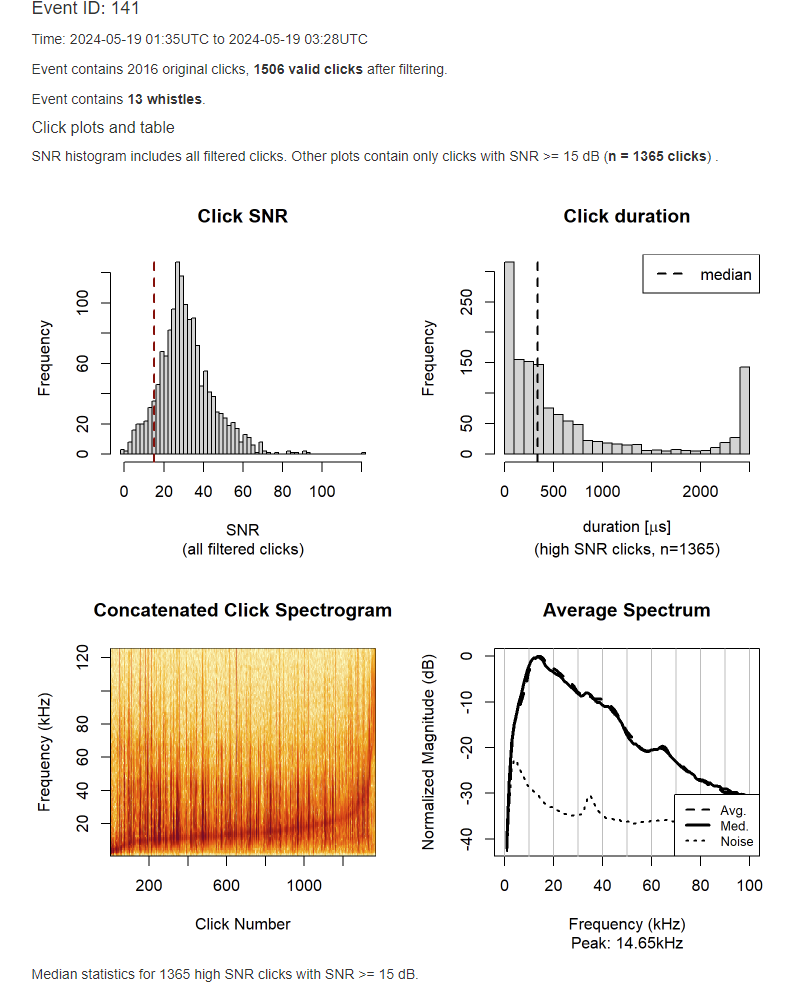 Event ID: 141
Time: 2024-05-19 01:35UTC to 2024-05-19 03:28UTC
Event contains 2016 original clicks, 1506 valid clicks after filtering.
Event contains 13 whistles.
Click plots and table
SNR histogram includes all filtered clicks. Other plots contain only clicks with SNR >= 15 dB (n = 1365 clicks) .
Click SNR
Frequency
0 20 60 100
0 20 40 60 80 100
SNR
(all filtered clicks)
Click duration
median
Frequency
0 50 150 250
0 500 1000 2000
duration [μs]
(high SNR clicks, n=1365)
Concatenated Click Spectrogram
Frequency (kHz)
20 40 60 80 120
200 600 1000
Click Number
Average Spectrum
Normalized Magnitude (dB)
-40 -30 -20 -10 0
Avg.
Med.
Noise
0 20 40 60 80 100
Frequency (kHz)
Peak: 14.65kHz
Median statistics for 1365 high SNR clicks with SNR >= 15 dB.